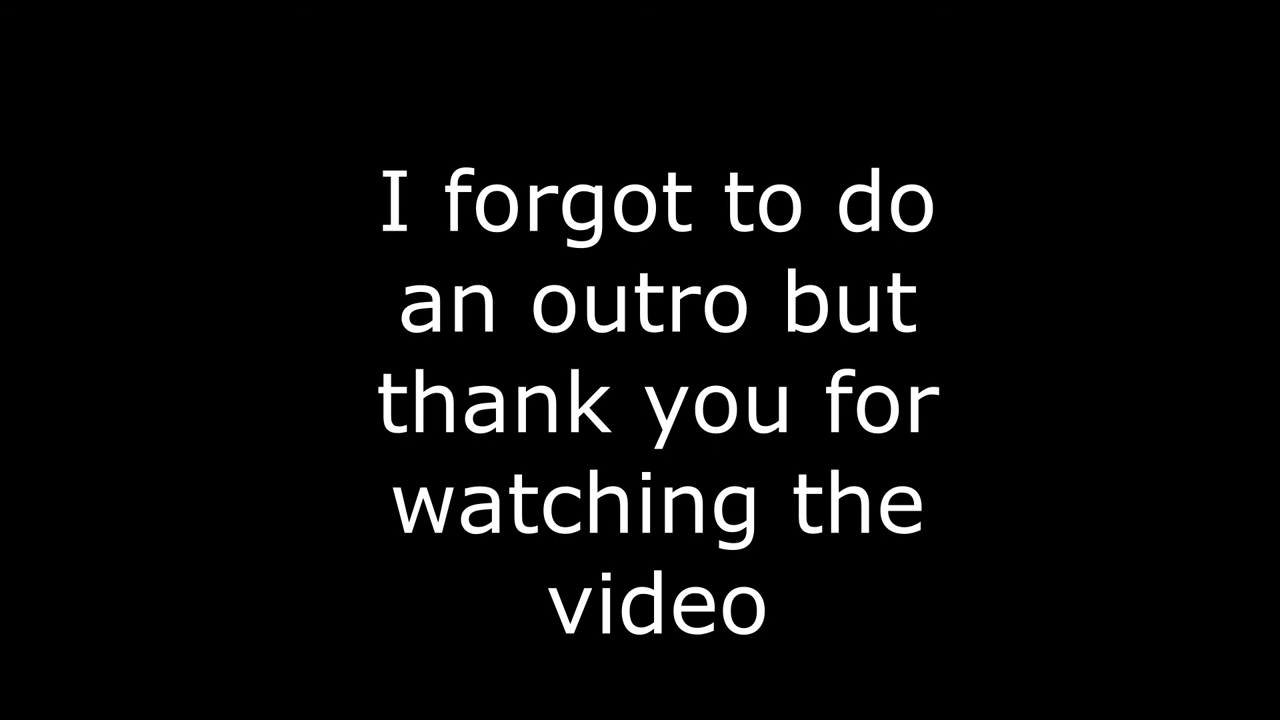 I forgot to do
an outro but
thank you for
watching the
video